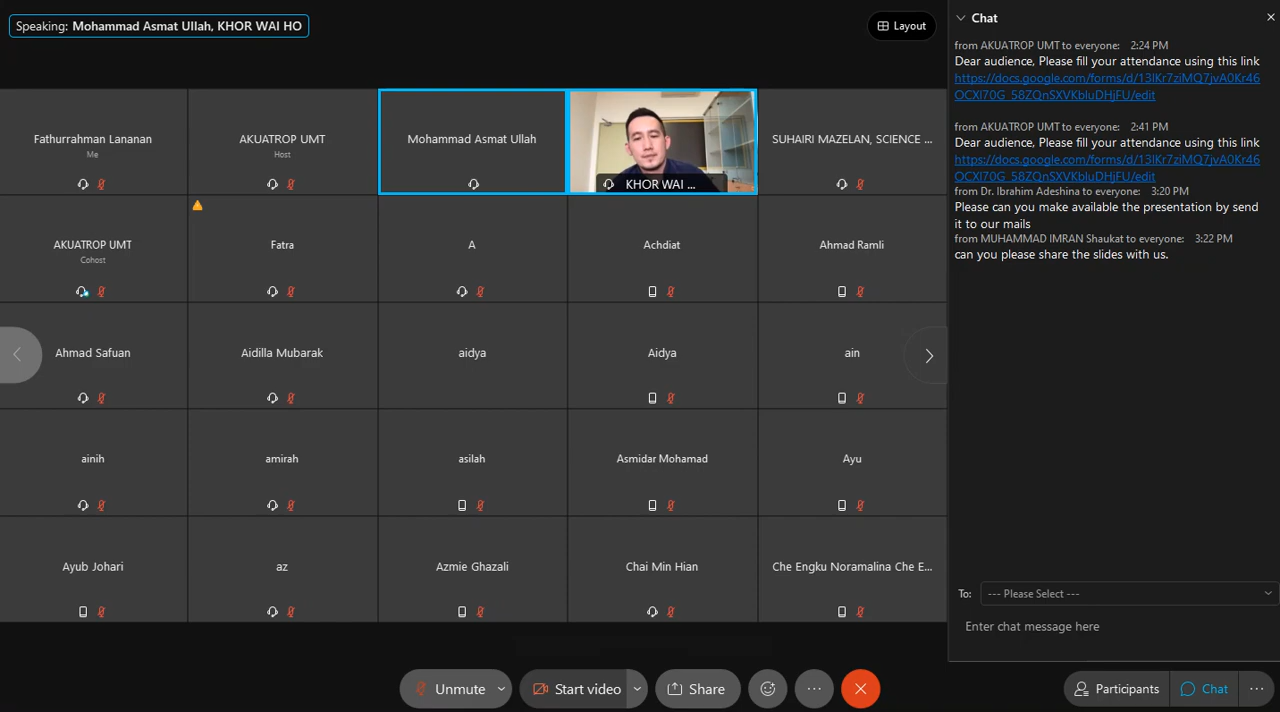 Speaking: Mohammad Asmat Ullah, KHOR WAI HO
Layout
Fathurrahman Lananan
Me
AKUATROP UMT
Host
Mohammad Asmat Ullah
KHOR WAI ...
SUHAIRI MAZELAN, SCIENCE ...
AKUATROP UMT
Cohost
Fatra
A
Achdiat
Ahmad Ramli
Ahmad Safuan
Aidilla Mubarak
aidya
Aidya
ain
ainih
amirah
asilah
Asmidar Mohamad
Ayu
Ayub Johari
az
Azmie Ghazali
Chai Min Hian
Che Engku Noramalina Che E...
Unmute
Start video
Share
Chat
from AKUATROP UMT to everyone: 2:24 PM
Dear audience, Please fill your attendance using this link
https://docs.google.com/forms/d/13lKr7ziMQ7jvA0Kr46
OCXl70G_58ZQnSXVKbluDHjFU/edit
from AKUATROP UMT to everyone: 2:41 PM
Dear audience, Please fill your attendance using this link
https://docs.google.com/forms/d/13lKr7ziMQ7jvA0Kr46
OCXl70G_58ZQnSXVKbluDHjFU/edit
from Dr. Ibrahim Adeshina to everyone: 3:20 PM
Please can you make available the presentation by send
it to our mails
from MUHAMMAD IMRAN Shaukat to everyone: 3:22 PM
can you please share the slides with us.
To: --- Please Select ---
Enter chat message here
Participants
Chat